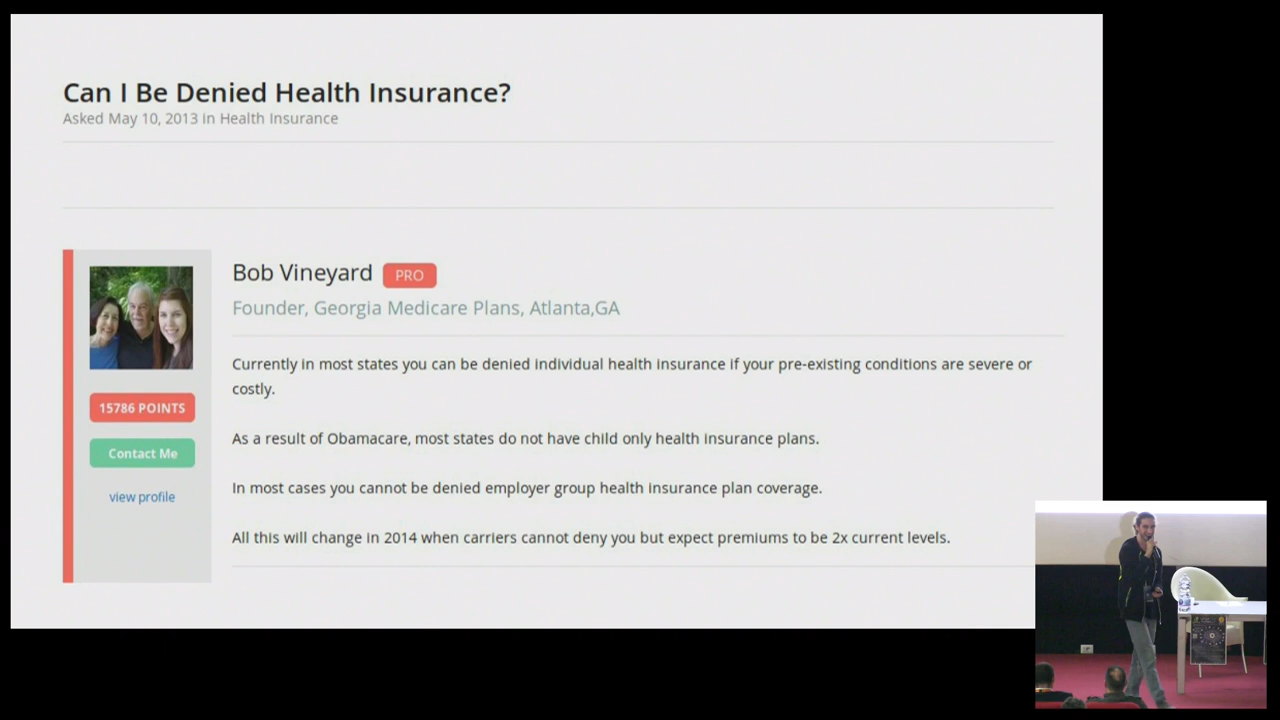 Can I Be Denied Health Insurance?
Asked May 10, 2013 in Health Insurance
Bob Vineyard PRO
Founder, Georgia Medicare Plans, Atlanta,GA
15786 POINTS
Contact Me
view profile
Currently in most states you can be denied individual health insurance if your pre-existing conditions are severe or
costly.
As a result of Obamacare, most states do not have child only health insurance plans.
In most cases you cannot be denied employer group health insurance plan coverage.
All this will change in 2014 when carriers cannot deny you but expect premiums to be 2x current levels.